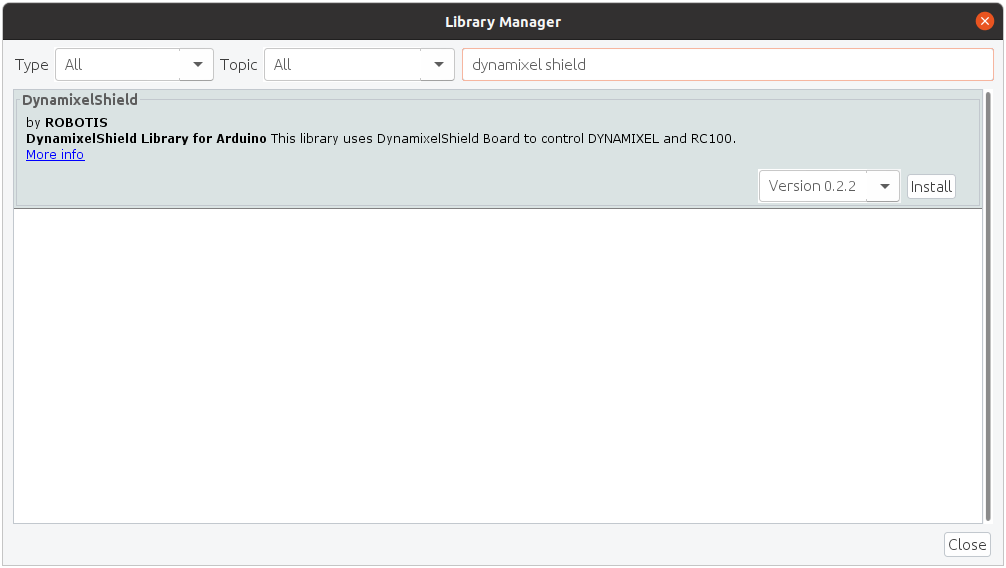 Library Manager
Type All Topic All dynamixel shield
DynamixelShield
by ROBOTIS
DynamixelShield Library for Arduino This library uses DynamixelShield Board to control DYNAMIXEL and RC100.
More info
Version 0.2.2 Install
Close